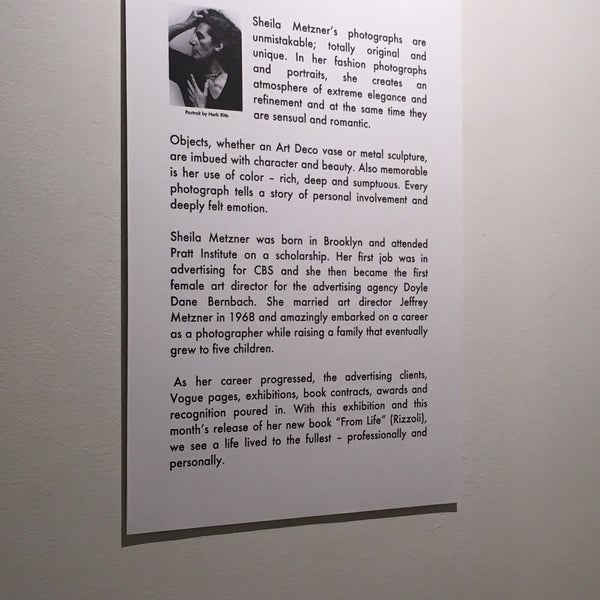 Sheila Metzner's photographs are
unmistakable; totally original and
unique. In her fashion photographs
and portraits, she creates an
atmosphere of extreme elegance and
refinement and at the same time they
are sensual and romantic.
Portrait by Herb Ritts
Objects, whether an Art Deco vase or metal sculpture,
are imbued with character and beauty. Also memorable
is her use of color – rich, deep and sumptuous. Every
photograph tells a story of personal involvement and
deeply felt emotion.
Sheila Metzner was born in Brooklyn and attended
Pratt Institute on a scholarship. Her first job was in
advertising for CBS and she then became the first
female art director for the advertising agency Doyle
Dane Bernbach. She married art director Jeffrey
Metzner in 1968 and amazingly embarked on a career
as a photographer while raising a family that eventually
grew to five children.
As her career progressed, the advertising clients,
Vogue pages, exhibitions, book contracts, awards and
recognition poured in. With this exhibition and this
month's release of her new book "From Life" (Rizzoli),
we see a life lived to the fullest – professionally and
personally.